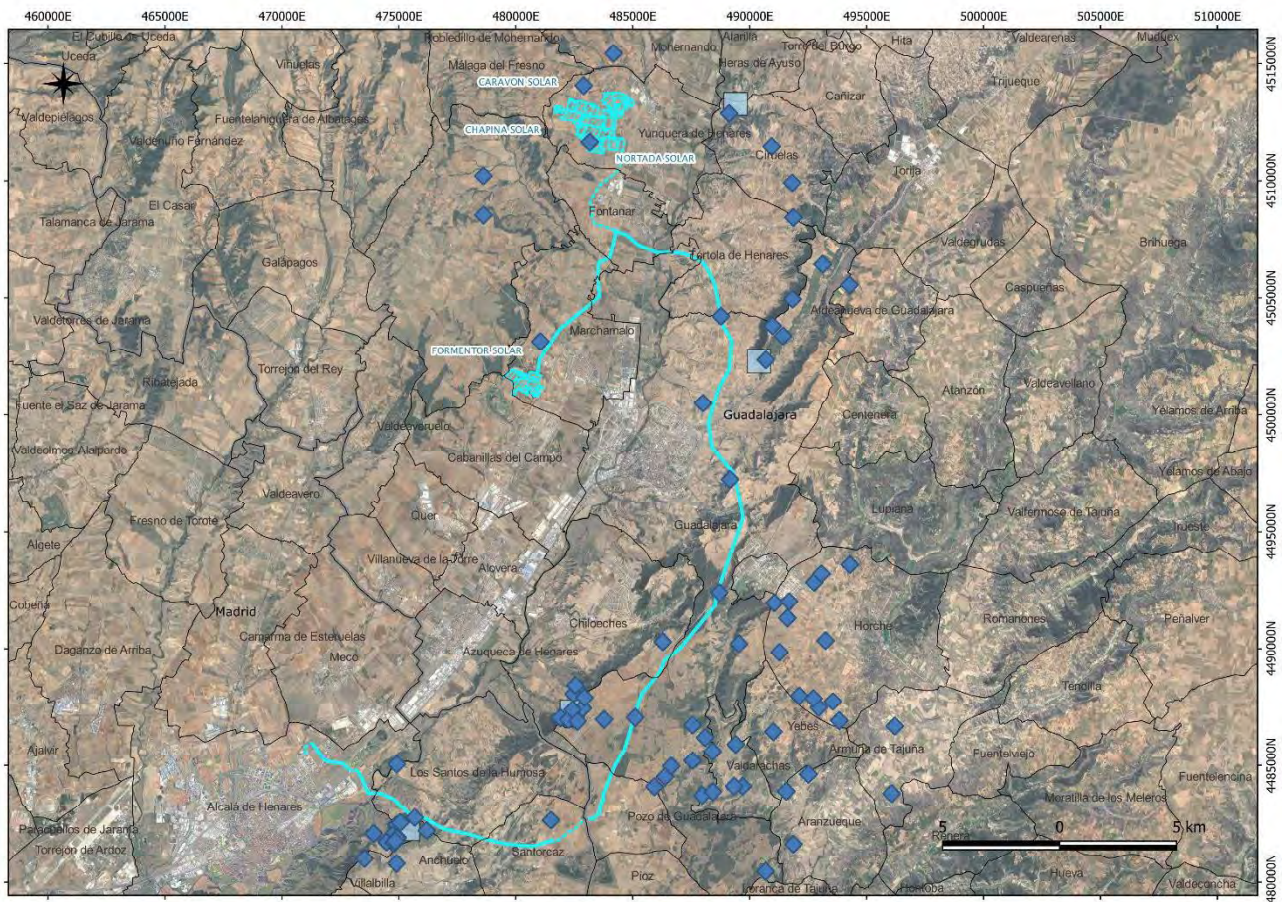 460000E 465000E 470000E 475000E 480000E 485000E 490000E 495000E 500000E 505000E 510000E
El Cubillo de Uceda
Robledillo de Mohernando
Alarilla
Hita
Valdearenas
Muduex
Uceda
Viñuelas
Málaga del Fresno
Mohernando
Heras de Ayuso
Torre del Burgo
Trijueque
4515000N
CARAVON SOLAR
Cañizar
Valdepiélagos
Fuentelahiguera de Albatages
CHAPINA SOLAR
Yunquera de Henares
Valdenuño Fernández
NORTADA SOLAR
Ciruelas
Torija
4510000N
El Casar
Talamanca de Jarama
Fontanar
Valdegrudas
Brihuega
Galápagos
Tórtola de Henares
Caspueñas
4505000N
Valdetorres de Jarama
Aldeanueva de Guadalajara
Marchamalo
FORMENTOR SOLAR
Ribatejada
Torrejón del Rey
Atanzón
Valdeavellano
Fuente el Saz de Jarama
Yélamos de Arriba
4500000N
Valdeaveruelo
Guadalajara
Centenera
Valdeolmos-Alalpardo
Cabanillas del Campo
Yélamos de Abajo
Valdeavero
Lupiana
Valfermoso de Tajuña
Fresno de Torote
Quer
Guadalajara
Irueste
4495000N
Algete
Villanueva de la Torre
Alovera
Cobeña
Madrid
Chiloeches
Horche
Romanones
Peñalver
Camarma de Esteruelas
Daganzo de Arriba
Meco
Azuqueca de Henares
4490000N
Tendilla
Yebes
Ajalvir
Armuña de Tajuña
Fuentelviejo
Los Santos de la Humosa
Valdarachas
Fuentelencina
4485000N
Alcalá de Henares
Moratilla de los Meleros
Pozo de Guadalajara
Aranzueque
Paracuellos de Jarama
Renera
5 0 5 km
Torrejón de Ardoz
Anchuelo
Santorcaz
Villalbilla
Pioz
Loranca de Tajuña
Hontoba
Hueva
Valdeconcha
4480000N